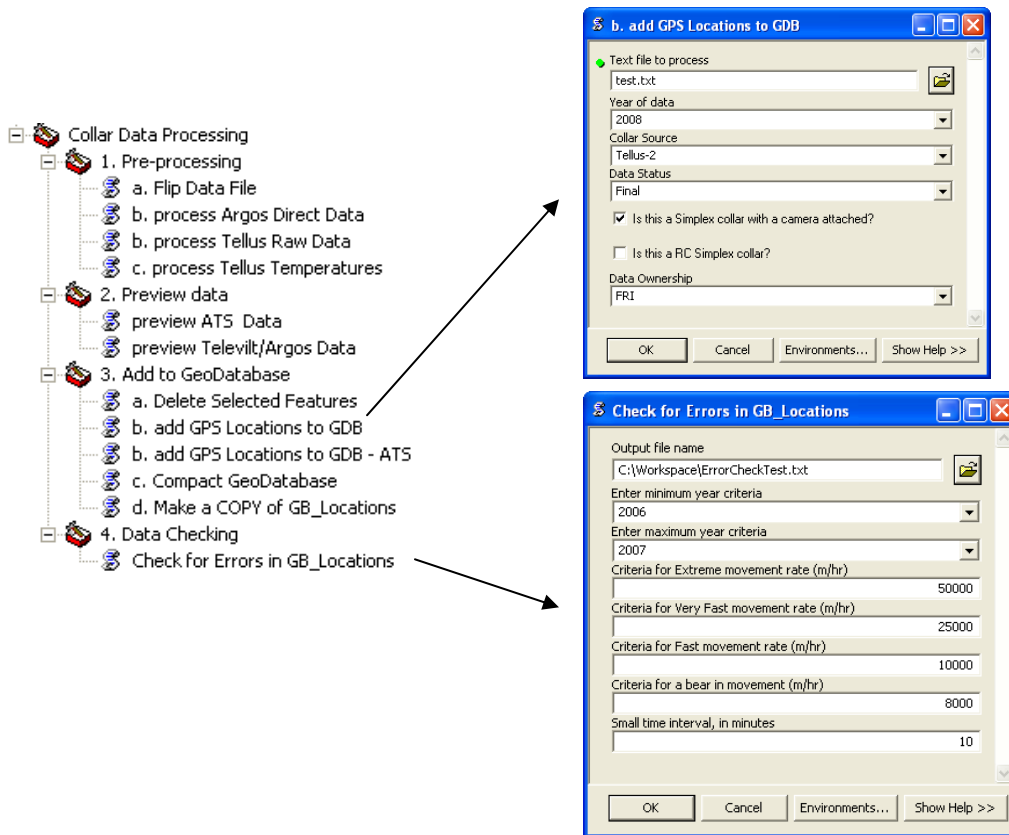 Collar Data Processing
1. Pre-processing
a. Flip Data File
b. process Argos Direct Data
b. process Tellus Raw Data
c. process Tellus Temperatures
2. Preview data
preview ATS  Data
preview Televilt/Argos Data
3. Add to GeoDatabase
a. Delete Selected Features
b. add GPS Locations to GDB
b. add GPS Locations to GDB - ATS
c. Compact GeoDatabase
d. Make a COPY of GB_Locations
4. Data Checking
Check for Errors in GB_Locations
b. add GPS Locations to GDB
Text file to process
test.txt
Year of data
2008
Collar Source
Tellus-2
Data Status
Final
Is this a Simplex collar with a camera attached?
Is this a RC Simplex collar?
Data Ownership
FRI
OK Cancel Environments... Show Help >>
Check for Errors in GB_Locations
Output file name
C:\Workspace\ErrorCheckTest.txt
Enter minimum year criteria
2006
Enter maximum year criteria
2007
Criteria for Extreme movement rate (m/hr)
50000
Criteria for Very Fast movement rate (m/hr)
25000
Criteria for Fast movement rate (m/hr)
10000
Criteria for a bear in movement (m/hr)
8000
Small time interval, in minutes
10
OK Cancel Environments... Show Help >>